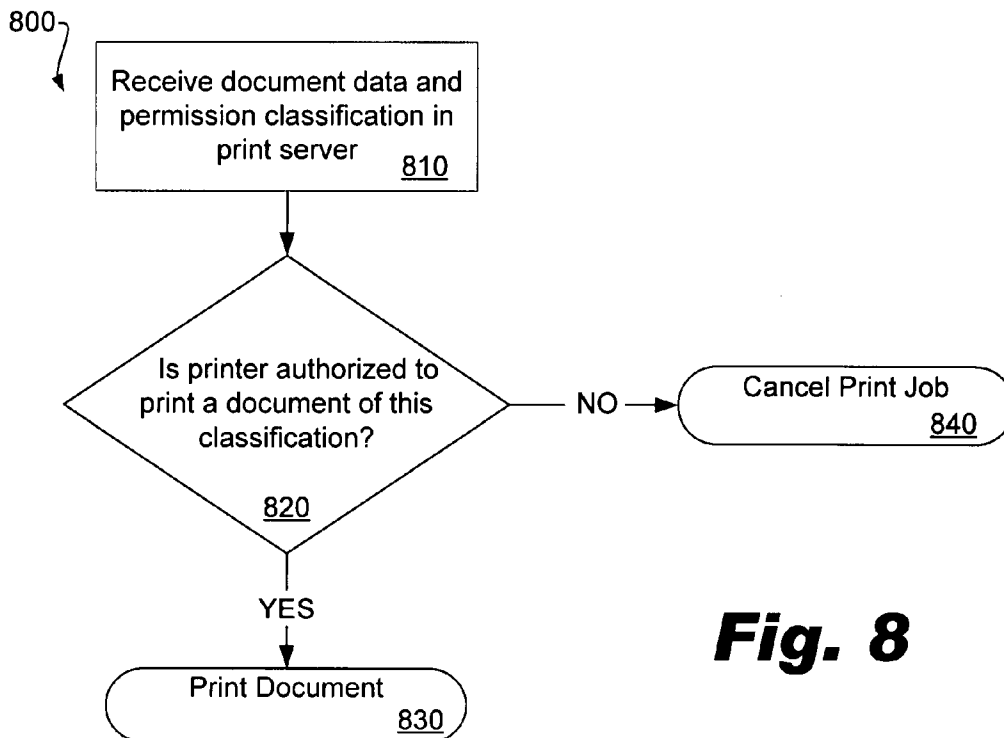 800
Receive document data and
permission classification in
print server
810
Is printer authorized to
print a document of this
classification?
820
NO
Cancel Print Job
840
YES
Print Document
830
Fig. 8